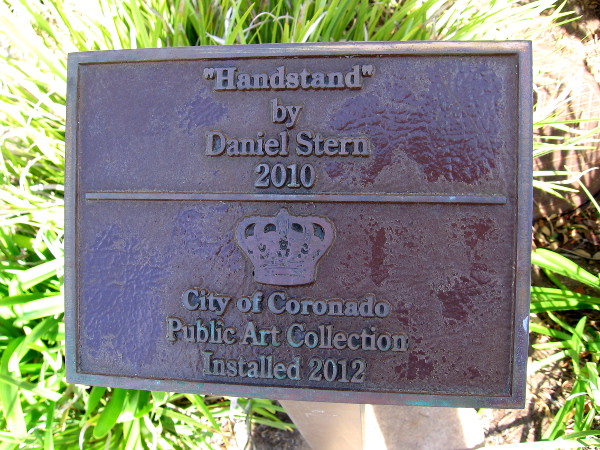 "Handstand"
by
Daniel Stern
2010
City of Coronado
Public Art Collection
Installed 2012